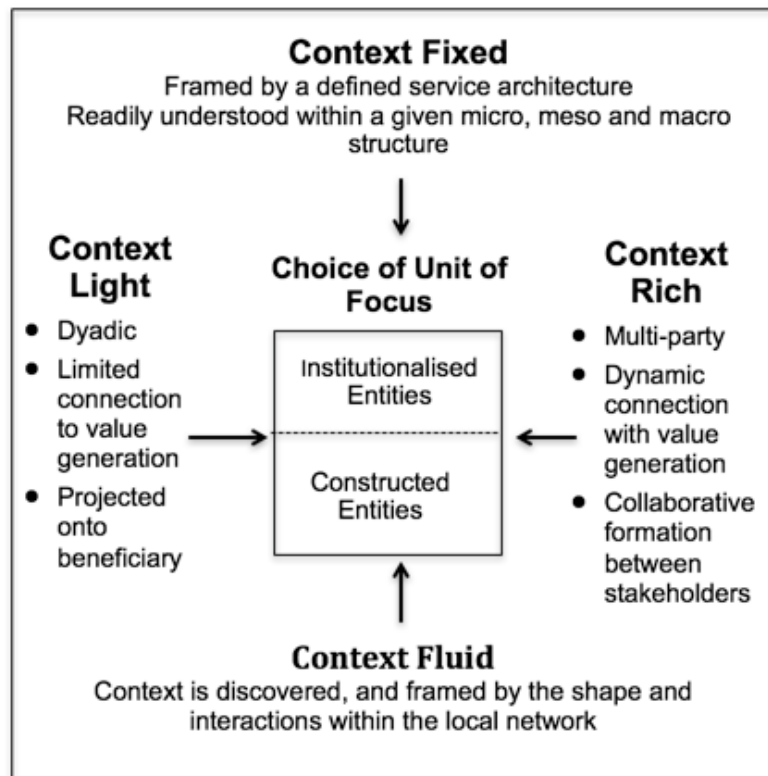 Context Fixed
Framed by a defined service architecture
Readily understood within a given micro, meso and macro
structure
Context
Light
● Dyadic
● Limited
connection
to value
generation
● Projected
onto
beneficiary
Choice of Unit of
Focus
Institutionalised
Entities
Constructed
Entities
Context
Rich
● Multi-party
● Dynamic
connection
with value
generation
● Collaborative
formation
between
stakeholders
Context Fluid
Context is discovered, and framed by the shape and
interactions within the local network